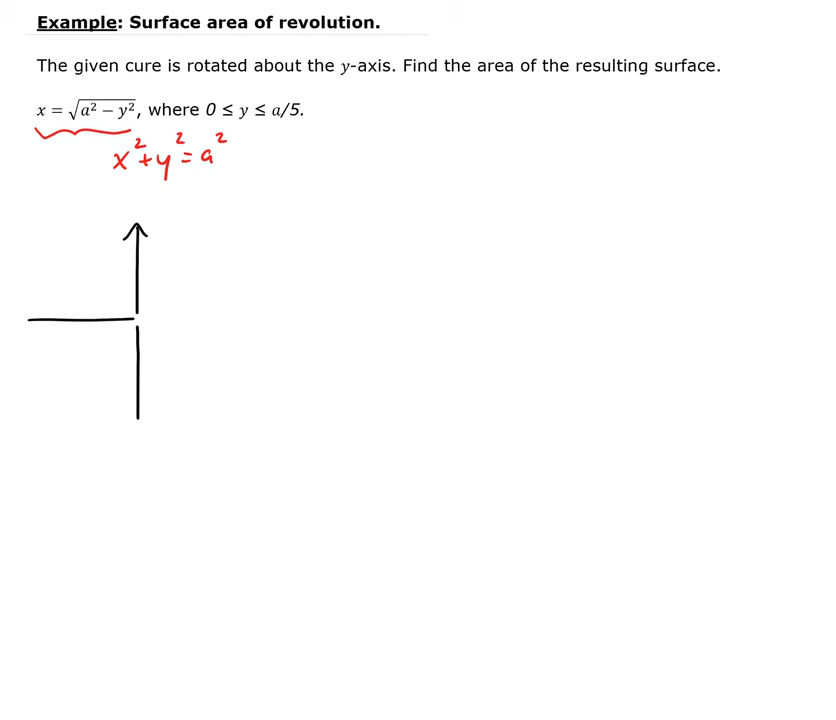 Example: Surface area of revolution.
The given cure is rotated about the y-axis. Find the area of the resulting surface.
x = √(a² − y²), where 0 ≤ y ≤ a/5.
x² + y² = a²